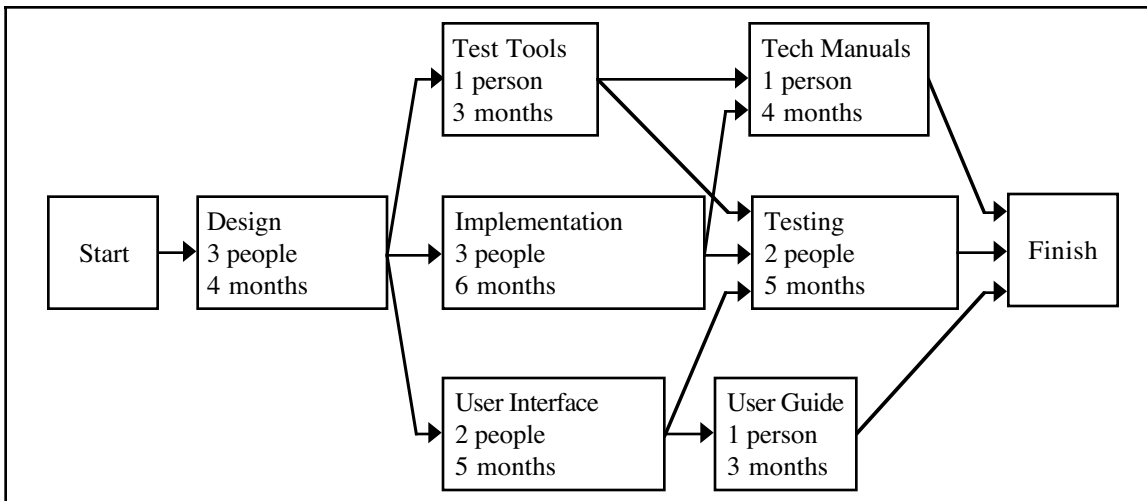 Start
Design
3 people
4 months
Test Tools
1 person
3 months
Implementation
3 people
6 months
User Interface
2 people
5 months
Tech Manuals
1 person
4 months
Testing
2 people
5 months
User Guide
1 person
3 months
Finish